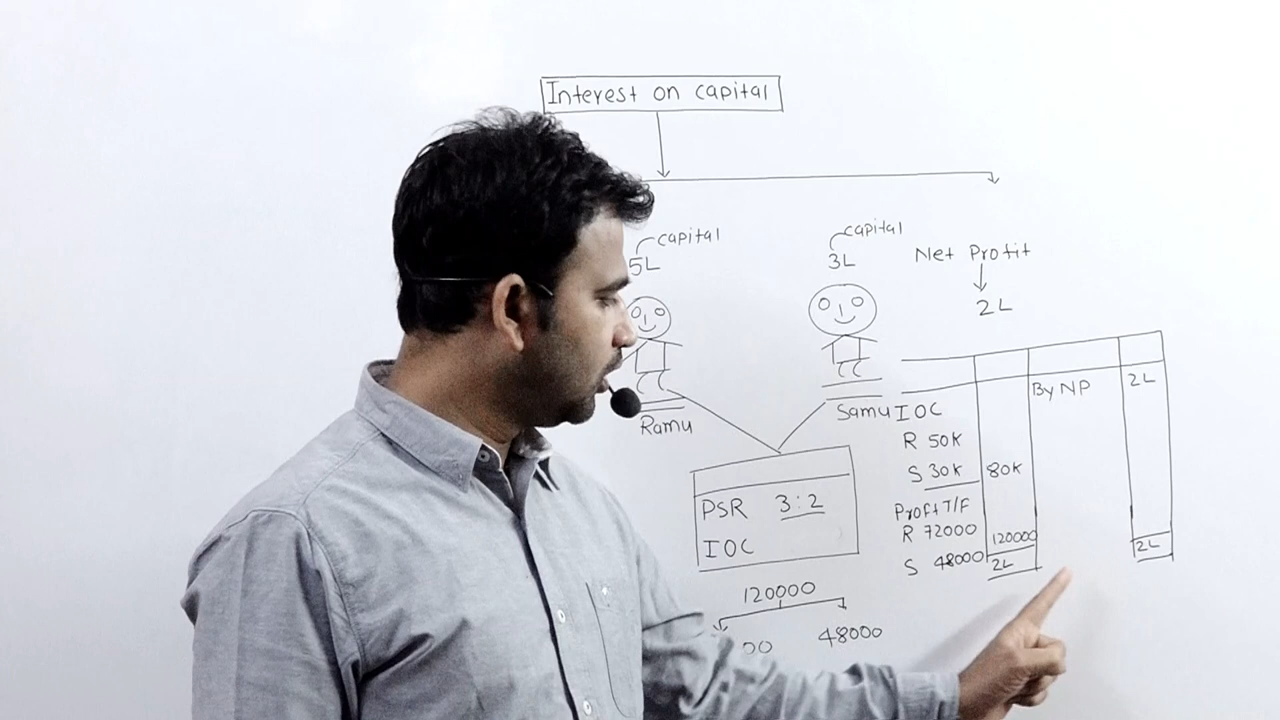 Interest on capital
capital
5L
capital
3L
Net Profit
2L
Ramu
Samu
PSR 3:2
IOC
120000
48000
By NP 2L
IOC
R 50K
S 30K 80K
Profit T/F
R 72000 120000
S 48000 2L
2L